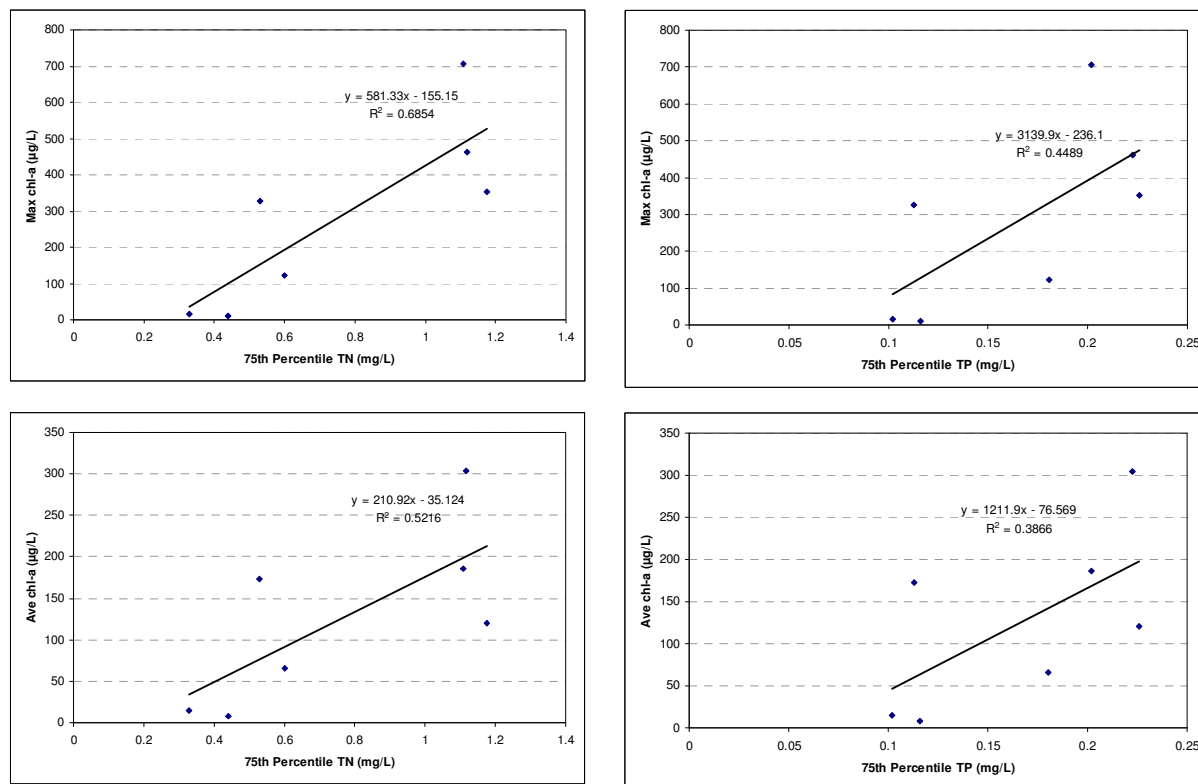 800
700
600
500
400
300
200
100
0
Max chl-a (µg/L)
y = 581.33x - 155.15
R² = 0.6854
0 0.2 0.4 0.6 0.8 1 1.2 1.4
75th Percentile TN (mg/L)
800
700
600
500
400
300
200
100
0
Max chl-a (µg/L)
y = 3139.9x - 236.1
R² = 0.4489
0 0.05 0.1 0.15 0.2 0.25
75th Percentile TP (mg/L)
350
300
250
200
150
100
50
0
Ave chl-a (µg/L)
y = 210.92x - 35.124
R² = 0.5216
0 0.2 0.4 0.6 0.8 1 1.2 1.4
75th Percentile TN (mg/L)
350
300
250
200
150
100
50
0
Ave chl-a (µg/L)
y = 1211.9x - 76.569
R² = 0.3866
0 0.05 0.1 0.15 0.2 0.25
75th Percentile TP (mg/L)